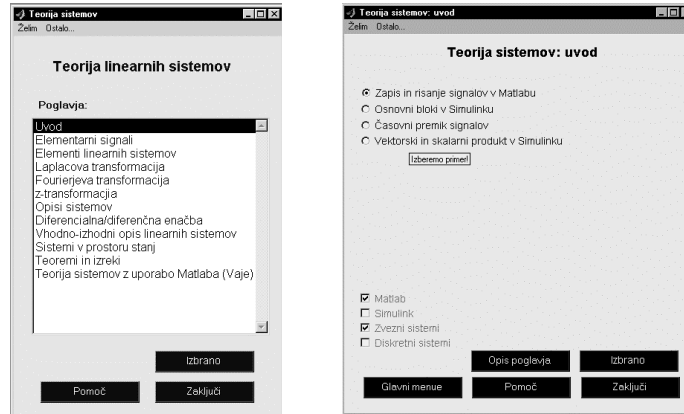 Teorija sistemov
Želim Ostalo...
Teorija linearnih sistemov
Poglavja:
Uvod
Elementarni signali
Elementi linearnih sistemov
Laplacova transformacija
Fourierjeva transformacija
z-transformacjia
Opisi sistemov
Diferencialna/diferenčna enačba
Vhodno-izhodni opis linearnih sistemov
Sistemi v prostoru stanj
Teoremi in izreki
Teorija sistemov z uporabo Matlaba (Vaje)
Izbrano
Pomoč Zaključi
Teorija sistemov: uvod
Želim Ostalo...
Teorija sistemov: uvod
Zapis in risanje signalov v Matlabu
Osnovni bloki v Simulinku
Časovni premik signalov
Vektorski in skalarni produkt v Simulinku
Izberemo primer!
Matlab
Simulink
Zvezni sistemi
Diskretni sistemi
Opis poglavja Izbrano
Glavni menue Pomoč Zaključi